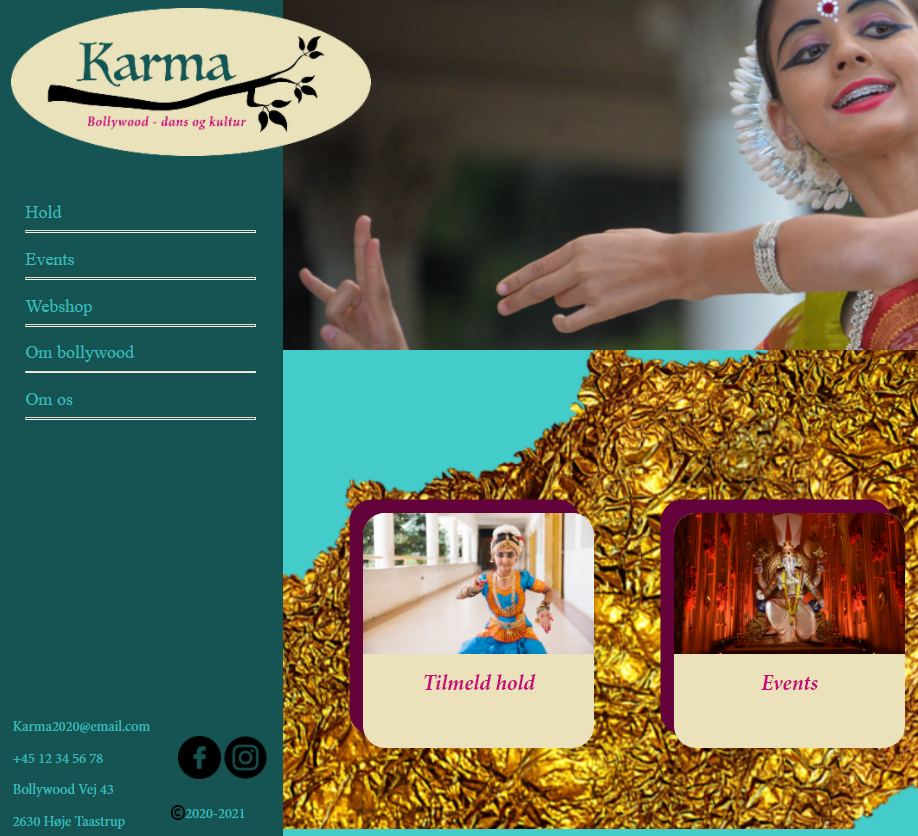 Karma
Bollywood - dans og kultur
Hold
Events
Webshop
Om bollywood
Om os
Tilmeld hold
Events
Karma2020@email.com
+45 12 34 56 78
Bollywood Vej 43
2630 Høje Taastrup
©2020-2021